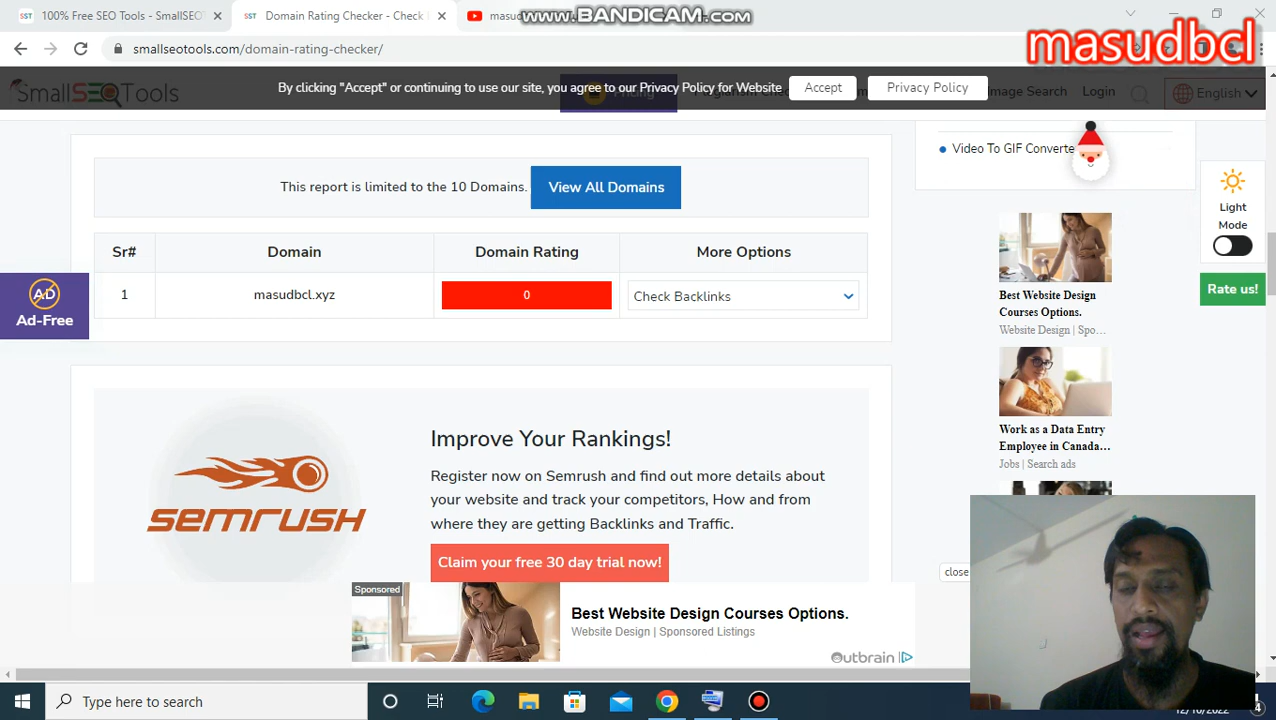 100% Free SEO Tools - SmallSEO
Domain Rating Checker - Check
masud
www.BANDICAM.com
smallseotools.com/domain-rating-checker/
masudbcl
SmallSEOTools
By clicking "Accept" or continuing to use our site, you agree to our Privacy Policy for Website
Accept
Privacy Policy
Pricing
Image Search
Login
English
This report is limited to the 10 Domains.
View All Domains
Video To GIF Converte
Light
Mode
Sr#
Domain
Domain Rating
More Options
1
masudbcl.xyz
0
Check Backlinks
AD
Ad-Free
Rate us!
Best Website Design
Courses Options.
Website Design | Spo...
Improve Your Rankings!
Register now on Semrush and find out more details about
your website and track your competitors, How and from
where they are getting Backlinks and Traffic.
SEMRUSH
Claim your free 30 day trial now!
Work as a Data Entry
Employee in Canada...
Jobs | Search ads
close
Sponsored
Best Website Design Courses Options.
Website Design | Sponsored Listings
Outbrain
Type here to search
12/10/2022
4